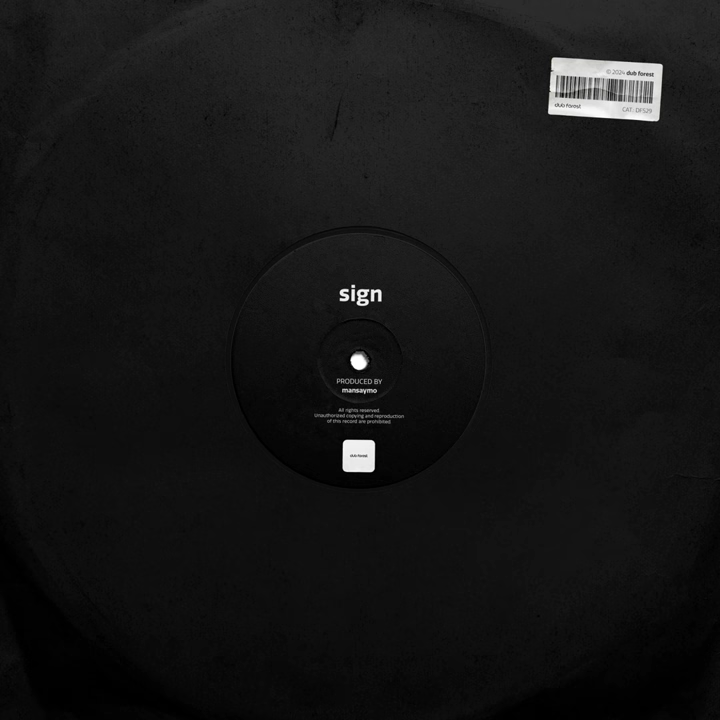 © 2024 dub forest
dub forest
CAT: DFS29
sign
PRODUCED BY
mansaymo
All rights reserved.
Unauthorized copying and reproduction
of this record are prohibited.
dub forest